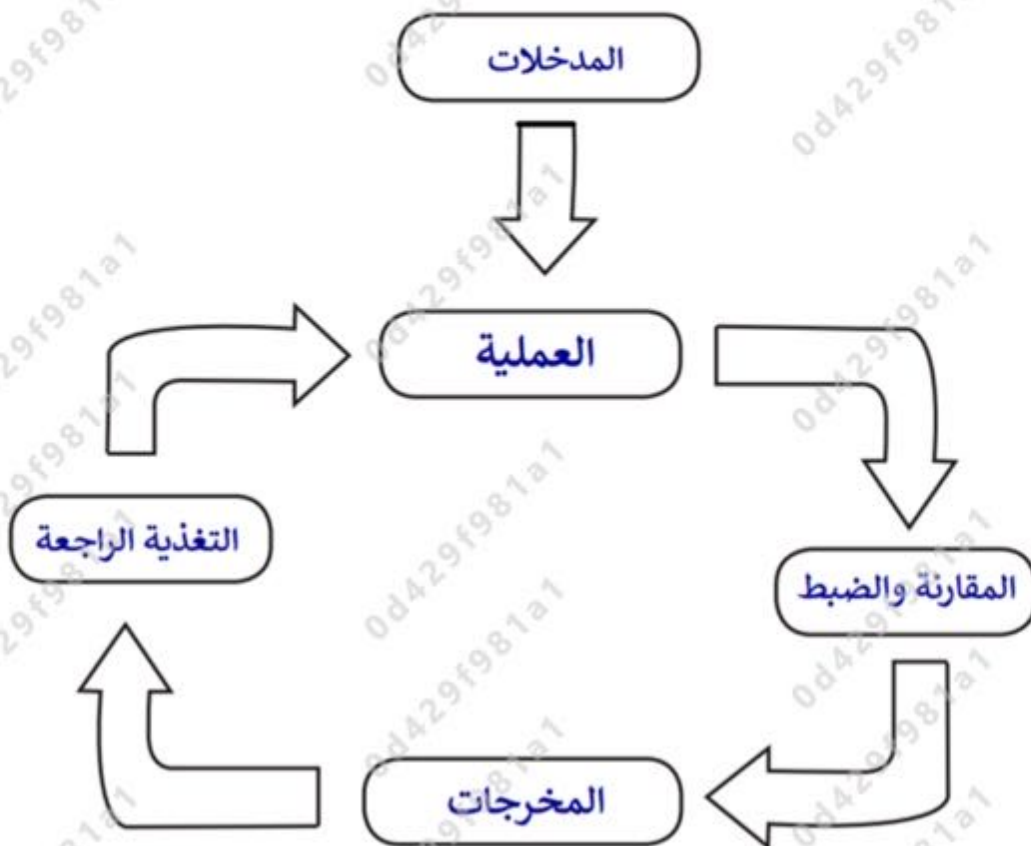 المدخلات
العملية
التغذية الراجعة
المقارنة والضبط
المخرجات
0d429f981a1